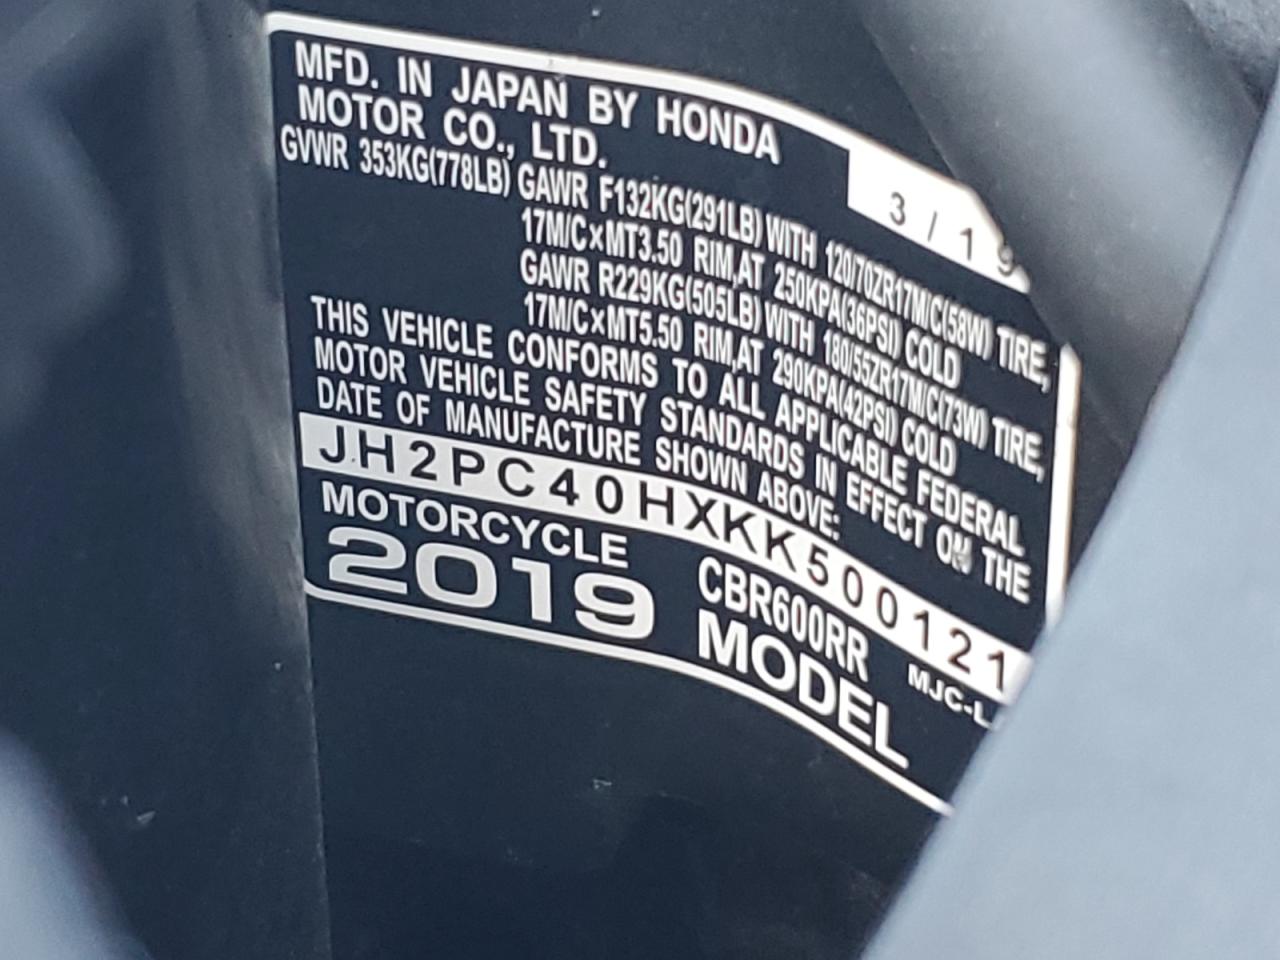 MFD. IN JAPAN BY HONDA
MOTOR CO., LTD.
3/19
GVWR 353KG(778LB) GAWR F132KG(291LB) WITH 120/70ZR17M/C(58W) TIRE,
17M/C×MT3.50 RIM,AT 250KPA(36PSI) COLD
GAWR R229KG(505LB) WITH 180/55ZR17M/C(73W) TIRE,
17M/C×MT5.50 RIM,AT 290KPA(42PSI) COLD
THIS VEHICLE CONFORMS TO ALL APPLICABLE FEDERAL
MOTOR VEHICLE SAFETY STANDARDS IN EFFECT ON THE
DATE OF MANUFACTURE SHOWN ABOVE:
JH2PC40HXKK500121
MOTORCYCLE CBR600RR MJC-L
2019 MODEL